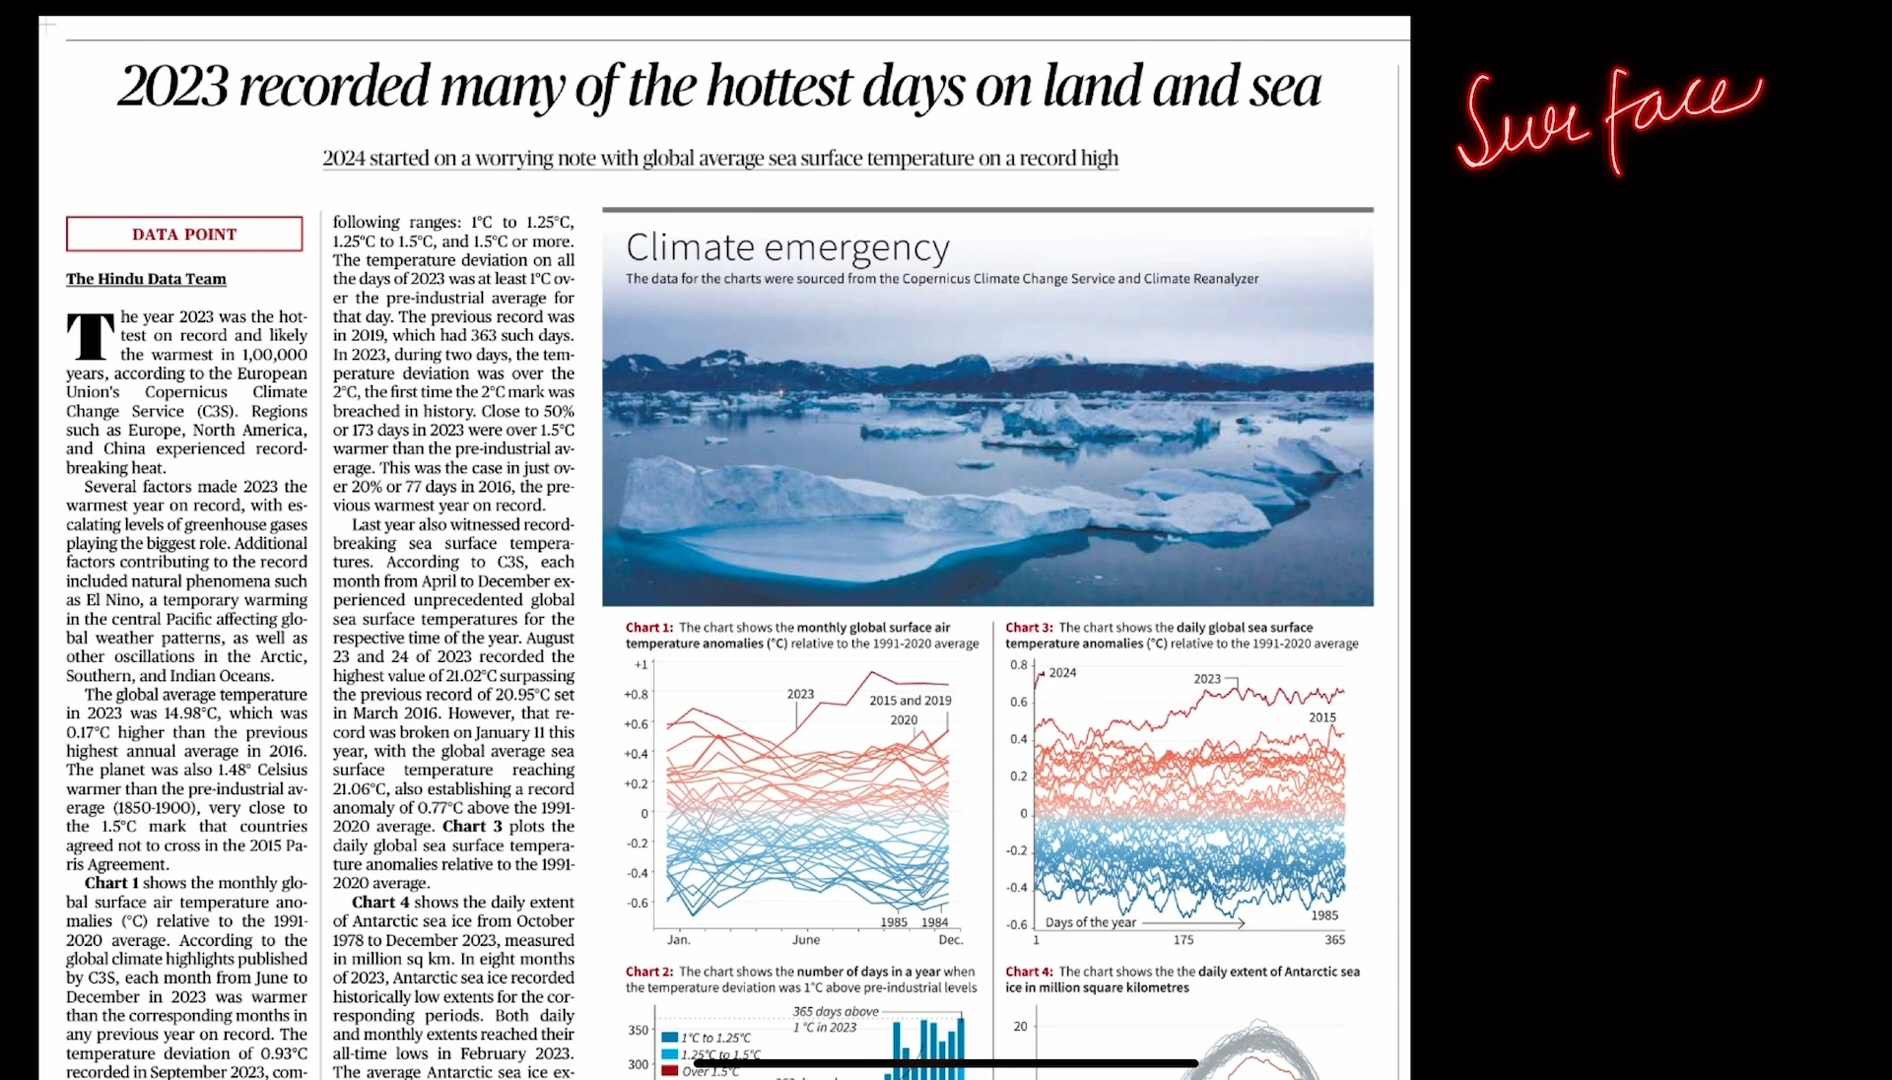 2023 recorded many of the hottest days on land and sea
Surface
2024 started on a worrying note with global average sea surface temperature on a record high
DATA POINT
The Hindu Data Team
The year 2023 was the hot-
test on record and likely
the warmest in 1,00,000
years, according to the European
Union's Copernicus Climate
Change Service (C3S). Regions
such as Europe, North America,
and China experienced record-
breaking heat.
Several factors made 2023 the
warmest year on record, with es-
calating levels of greenhouse gases
playing the biggest role. Additional
factors contributing to the record
included natural phenomena such
as El Nino, a temporary warming
in the central Pacific affecting glo-
bal weather patterns, as well as
other oscillations in the Arctic,
Southern, and Indian Oceans.
The global average temperature
in 2023 was 14.98°C, which was
0.17°C higher than the previous
highest annual average in 2016.
The planet was also 1.48° Celsius
warmer than the pre-industrial av-
erage (1850-1900), very close to
the 1.5°C mark that countries
agreed not to cross in the 2015 Pa-
ris Agreement.
Chart 1 shows the monthly glo-
bal surface air temperature ano-
malies (°C) relative to the 1991-
2020 average. According to the
global climate highlights published
by C3S, each month from June to
December in 2023 was warmer
than the corresponding months in
any previous year on record. The
temperature deviation of 0.93°C
recorded in September 2023, com-
following ranges: 1°C to 1.25°C,
1.25°C to 1.5°C, and 1.5°C or more.
The temperature deviation on all
the days of 2023 was at least 1°C ov-
er the pre-industrial average for
that day. The previous record was
in 2019, which had 363 such days.
In 2023, during two days, the tem-
perature deviation was over the
2°C, the first time the 2°C mark was
breached in history. Close to 50%
or 173 days in 2023 were over 1.5°C
warmer than the pre-industrial av-
erage. This was the case in just ov-
er 20% or 77 days in 2016, the pre-
vious warmest year on record.
Last year also witnessed record-
breaking sea surface tempera-
tures. According to C3S, each
month from April to December ex-
perienced unprecedented global
sea surface temperatures for the
respective time of the year. August
23 and 24 of 2023 recorded the
highest value of 21.02°C surpassing
the previous record of 20.95°C set
in March 2016. However, that re-
cord was broken on January 11 this
year, with the global average sea
surface temperature reaching
21.06°C, also establishing a record
anomaly of 0.77°C above the 1991-
2020 average. Chart 3 plots the
daily global sea surface tempera-
ture anomalies relative to the 1991-
2020 average.
Chart 4 shows the daily extent
of Antarctic sea ice from October
1978 to December 2023, measured
in million sq km. In eight months
of 2023, Antarctic sea ice recorded
historically low extents for the cor-
responding periods. Both daily
and monthly extents reached their
all-time lows in February 2023.
The average Antarctic sea ice ex-
Climate emergency
The data for the charts were sourced from the Copernicus Climate Change Service and Climate Reanalyzer
Chart 1: The chart shows the monthly global surface air
temperature anomalies (°C) relative to the 1991-2020 average
+1
+0.8
+0.6
+0.4
+0.2
0
-0.2
-0.4
-0.6
2023
2015 and 2019
2020
1985 1984
Jan. June Dec.
Chart 3: The chart shows the daily global sea surface
temperature anomalies (°C) relative to the 1991-2020 average
0.8
0.6
0.4
0.2
0
-0.2
-0.4
-0.6
2024
2023
2015
1985
Days of the year
1 175 365
Chart 2: The chart shows the number of days in a year when
the temperature deviation was 1°C above pre-industrial levels
365 days above
1 °C in 2023
350
300
1°C to 1.25°C
1.25°C to 1.5°C
Over 1.5°C
Chart 4: The chart shows the the daily extent of Antarctic sea
ice in million square kilometres
20